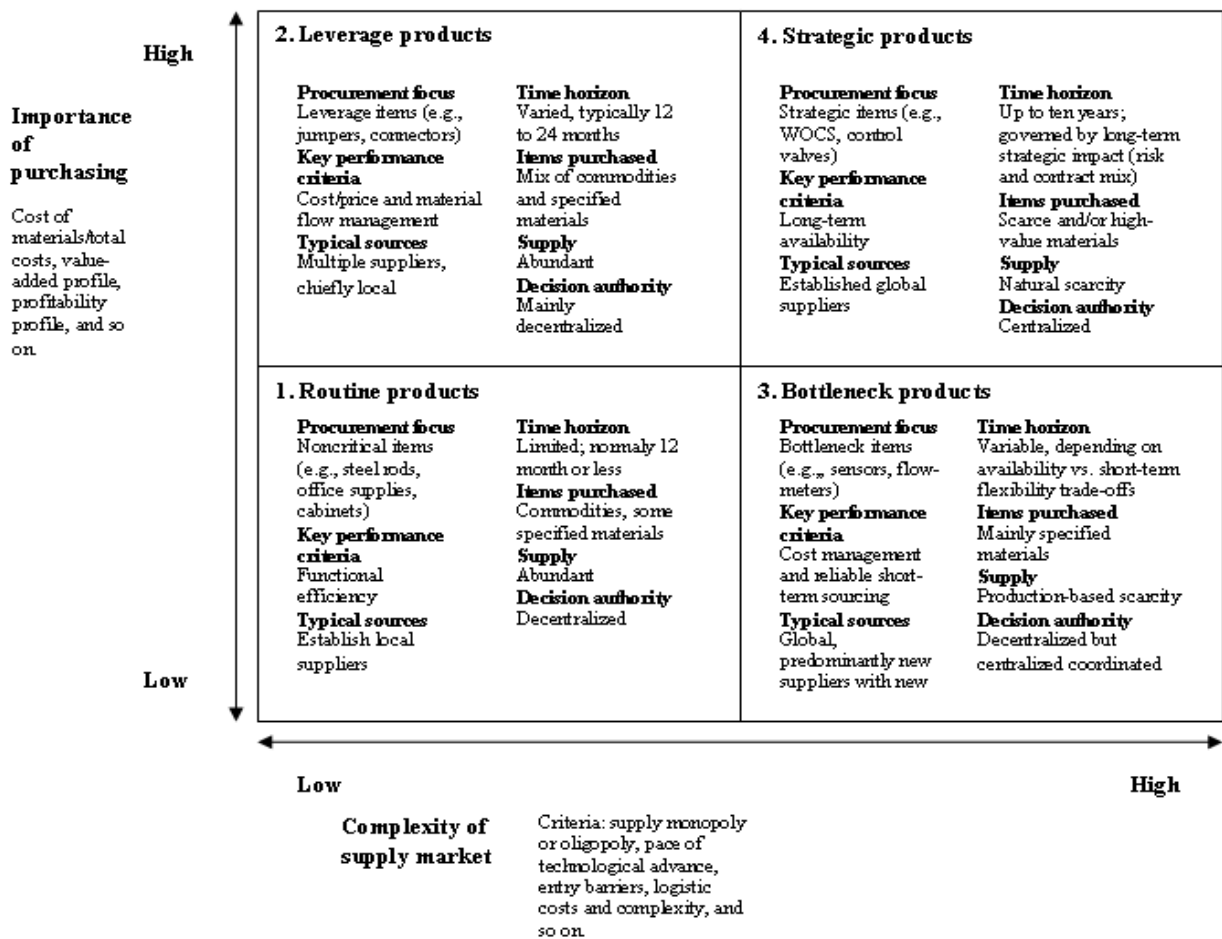 High
Importance
of
purchasing
Cost of
materials/total
costs, value-
added profile,
profitability
profile, and so
on.
Low
2. Leverage products
Procurement focus
Leverage items (e.g.,
jumpers, connectors)
Key performance
criteria
Cost/price and material
flow management
Typical sources
Multiple suppliers,
chiefly local
Time horizon
Varied, typically 12
to 24 months
Items purchased
Mix of commodities
and specified
materials
Supply
Abundant
Decision authority
Mainly
decentralized
4. Strategic products
Procurement focus
Strategic items (e.g.,
WOCS, control
valves)
Key performance
criteria
Long-term
availability
Typical sources
Established global
suppliers
Time horizon
Up to ten years;
governed by long-term
strategic impact (risk
and contract mix)
Items purchased
Scarce and/or high-
value materials
Supply
Natural scarcity
Decision authority
Centralized
1. Routine products
Procurement focus
Noncritical items
(e.g., steel rods,
office supplies,
cabinets)
Key performance
criteria
Functional
efficiency
Typical sources
Establish local
suppliers
Time horizon
Limited; normaly 12
month or less
Items purchased
Commodities, some
specified materials
Supply
Abundant
Decision authority
Decentralized
3. Bottleneck products
Procurement focus
Bottleneck items
(e.g.,, sensors, flow-
meters)
Key performance
criteria
Cost management
and reliable short-
term sourcing
Typical sources
Global,
predominantly new
suppliers with new
Time horizon
Variable, depending on
availability vs. short-term
flexibility trade-offs
Items purchased
Mainly specified
materials
Supply
Production-based scarcity
Decision authority
Decentralized but
centralized coordinated
Low
High
Complexity of
supply market
Criteria: supply monopoly
or oligopoly, pace of
technological advance,
entry barriers, logistic
costs and complexity, and
so on.